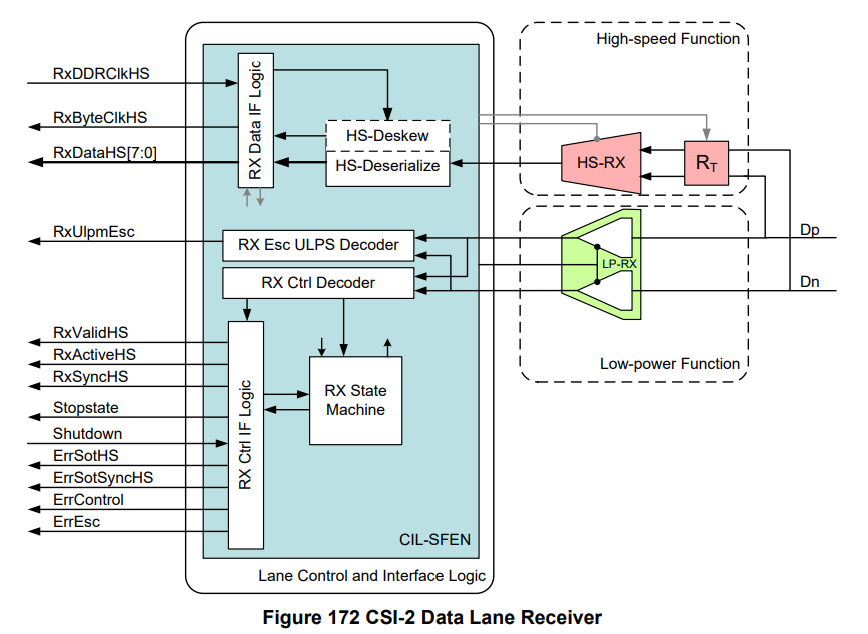 High-speed Function
RxDDRClkHS
RX Data IF Logic
RxByteClkHS
HS-Deskew
RxDataHS[7:0]
HS-Deserialize
HS-RX
RT
RxUlpmEsc
RX Esc ULPS Decoder
Dp
LP-RX
RX Ctrl Decoder
Dn
RxValidHS
RxActiveHS
Low-power Function
RxSyncHS
RX State
Machine
Stopstate
RX Ctrl IF Logic
Shutdown
ErrSotHS
ErrSotSyncHS
ErrControl
ErrEsc
CIL-SFEN
Lane Control and Interface Logic
Figure 172 CSI-2 Data Lane Receiver